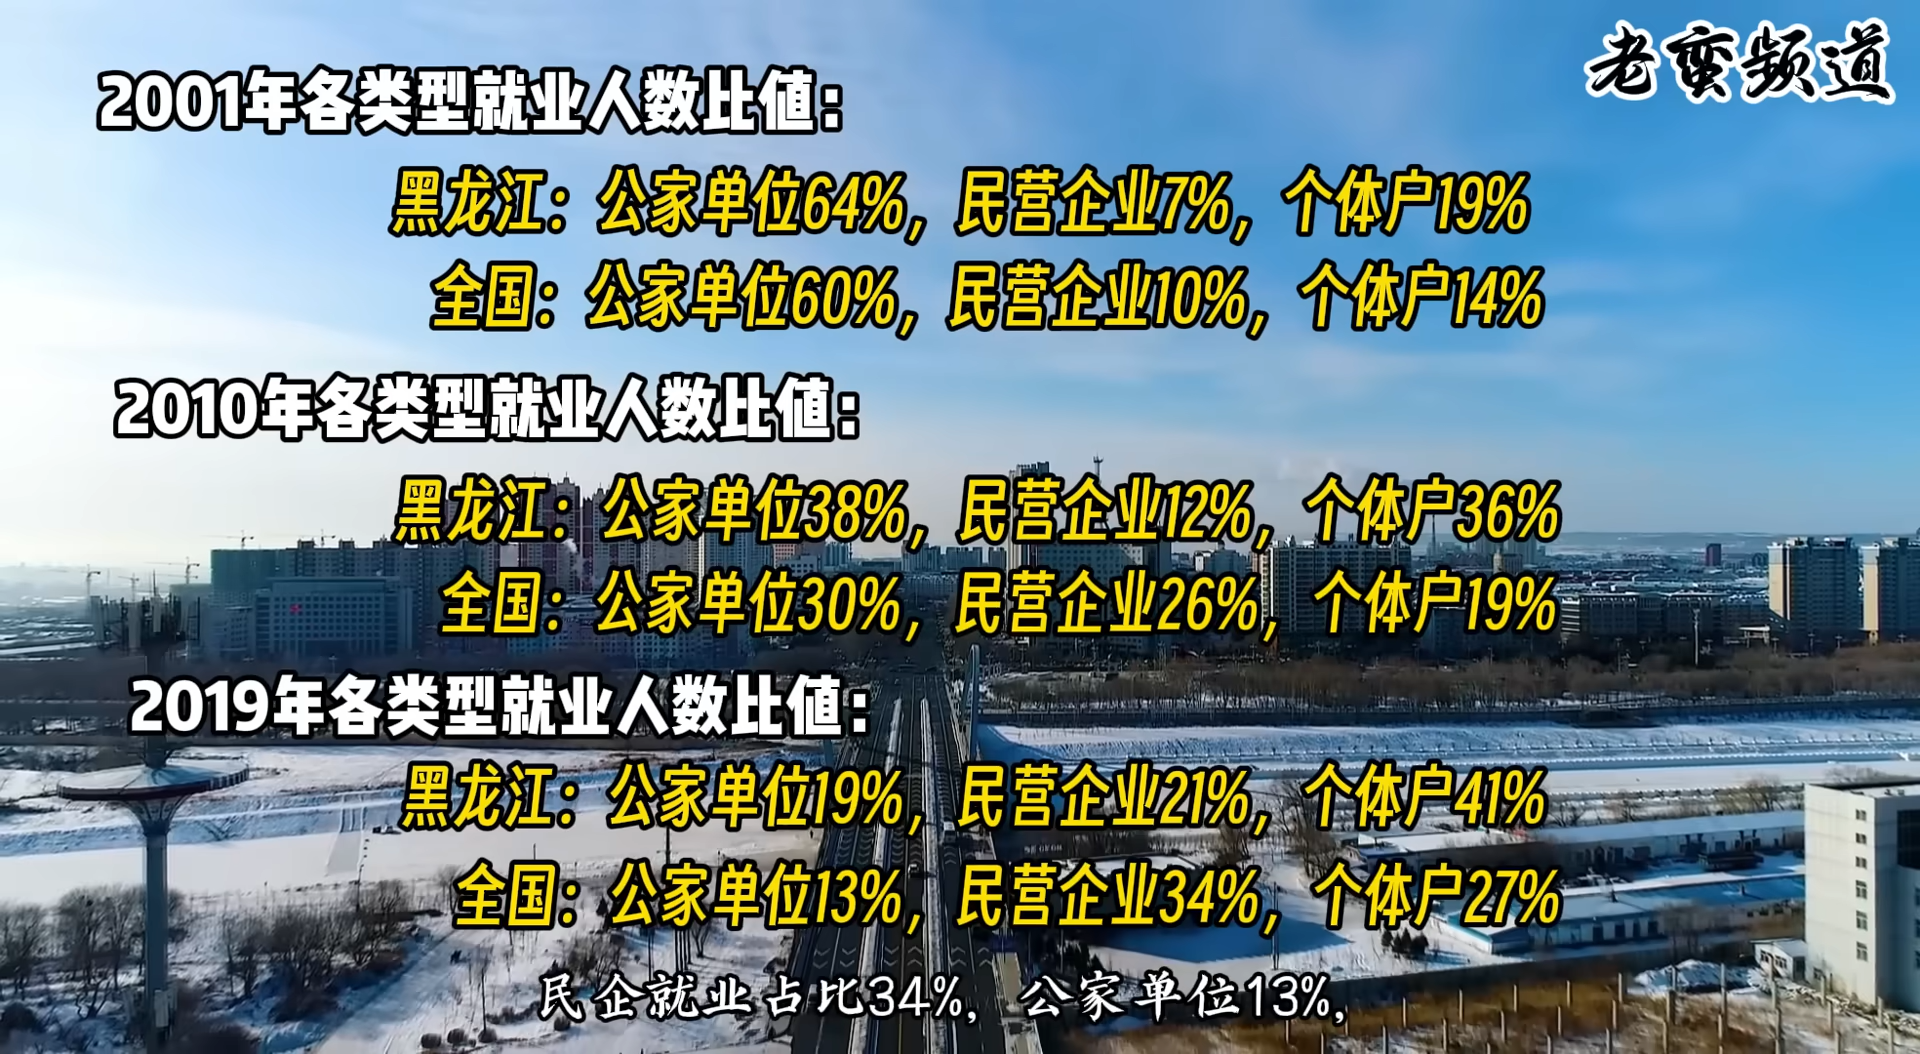 老蛮频道
2001年各类型就业人数比值：
黑龙江：公家单位64%，民营企业7%，个体户19%
全国：公家单位60%，民营企业10%，个体户14%
2010年各类型就业人数比值：
黑龙江：公家单位38%，民营企业12%，个体户36%
全国：公家单位30%，民营企业26%，个体户19%
2019年各类型就业人数比值：
黑龙江：公家单位19%，民营企业21%，个体户41%
全国：公家单位13%，民营企业34%，个体户27%
民企就业占比34%，公家单位13%，